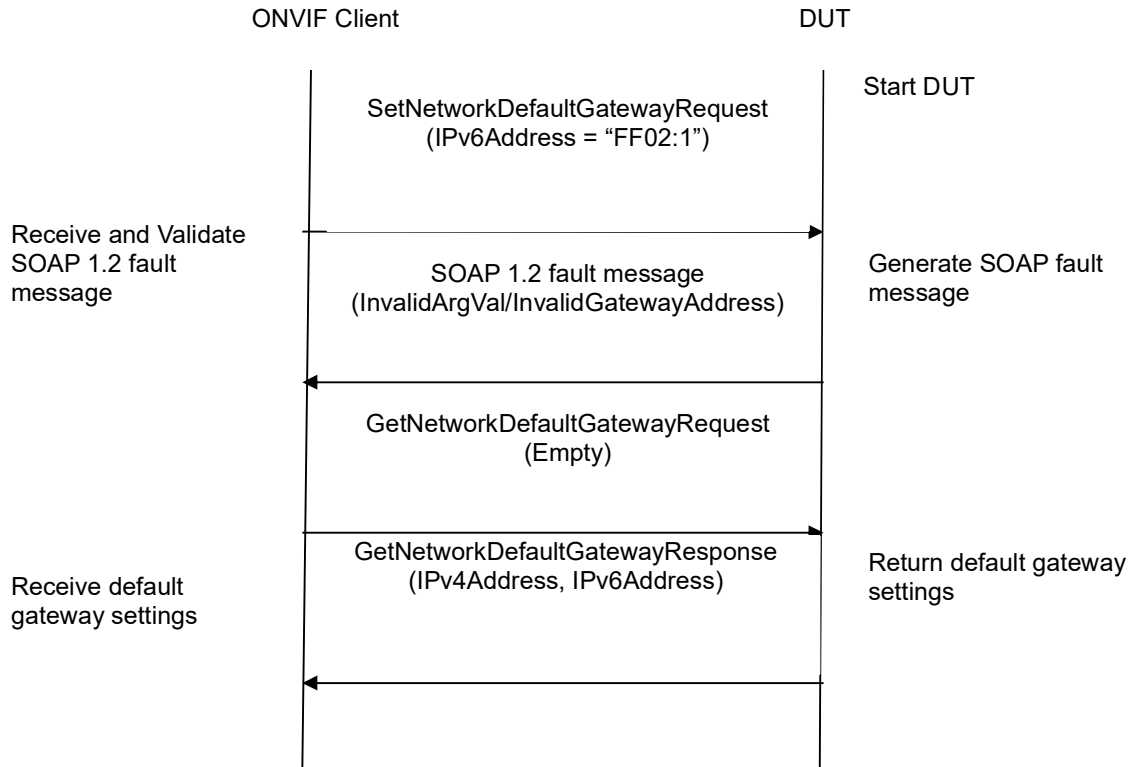 ONVIF Client
DUT
Start DUT
SetNetworkDefaultGatewayRequest
(IPv6Address = “FF02:1”)
Receive and Validate
SOAP 1.2 fault
message
SOAP 1.2 fault message
(InvalidArgVal/InvalidGatewayAddress)
Generate SOAP fault
message
GetNetworkDefaultGatewayRequest
(Empty)
GetNetworkDefaultGatewayResponse
(IPv4Address, IPv6Address)
Return default gateway
settings
Receive default
gateway settings